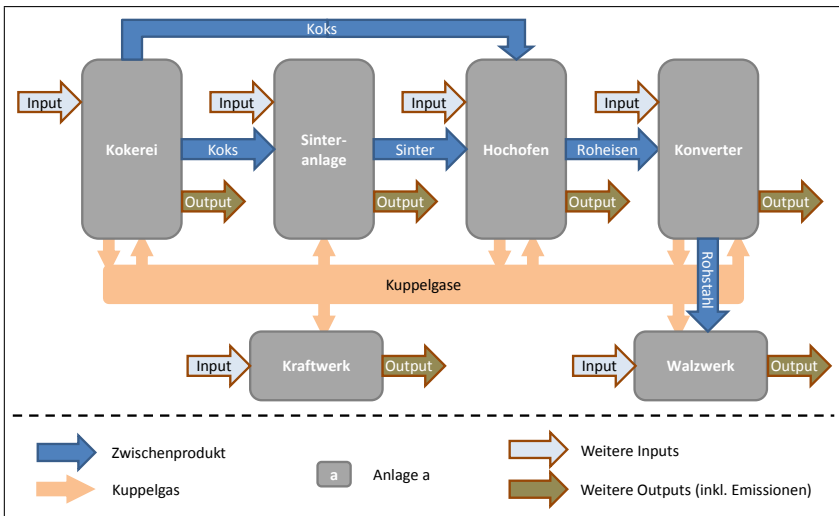 Koks
Input
Input
Input
Input
Kokerei
Koks
Sinter-
anlage
Sinter
Hochofen
Roheisen
Konverter
Output
Output
Output
Output
Rohstahl
Kuppelgase
Input
Kraftwerk
Output
Input
Walzwerk
Output
Zwischenprodukt
Kuppelgas
a
Anlage a
Weitere Inputs
Weitere Outputs (inkl. Emissionen)